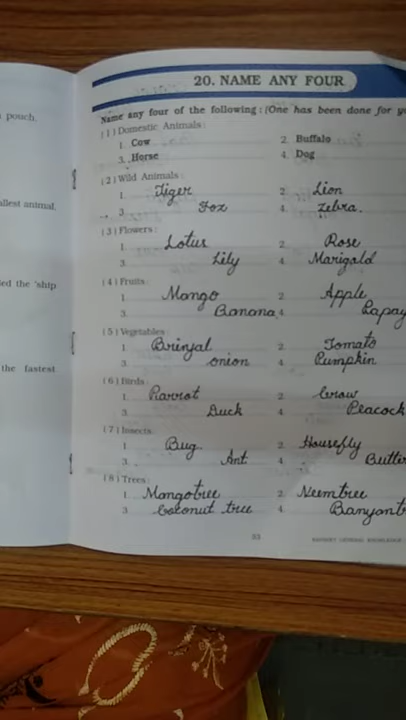 s pouch.
allest animal.
ed the 'ship
the fastest
20. NAME ANY FOUR
Name any four of the following : (One has been done for yo
( 1 ) Domestic Animals :
1. Cow 2. Buffalo
3. Horse 4. Dog
( 2 ) Wild Animals :
1. Tiger 2. Lion
3. Fox 4. Zebra.
( 3 ) Flowers :
1. Lotus 2. Rose
3. Lily 4. Marigald
( 4 ) Fruits :
1. Mango 2. Apple
3. Banana 4. Papay
( 5 ) Vegetables :
1. Brinjal 2. Tomato
3. onion 4. Pumpkin
( 6 ) Birds :
1. Parrot 2. Crow
3. Duck 4. Peacock
( 7 ) Insects :
1. Bug. 2. Housefly
3. Ant 4. Butter
( 8 ) Trees :
1. Mangotree 2. Neemtree
3. Coconut tree 4. Banyant
33 GENERAL KNOWLEDGE